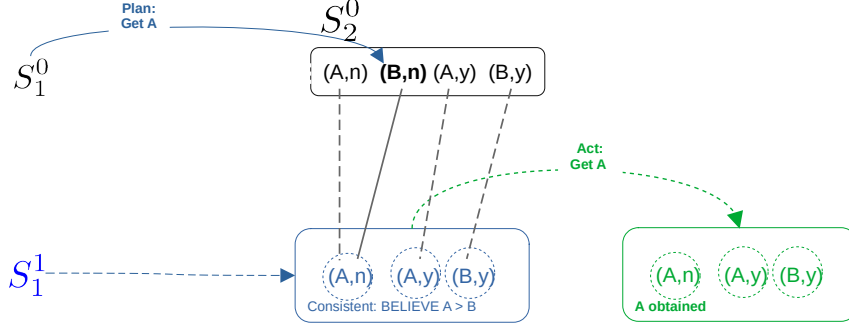 Plan:
Get A
S_2^0
S_1^0
(A,n) (B,n) (A,y) (B,y)
Act:
Get A
S_1^1
(A,n) (A,y) (B,y)
Consistent: BELIEVE A > B
(A,n) (A,y) (B,y)
A obtained